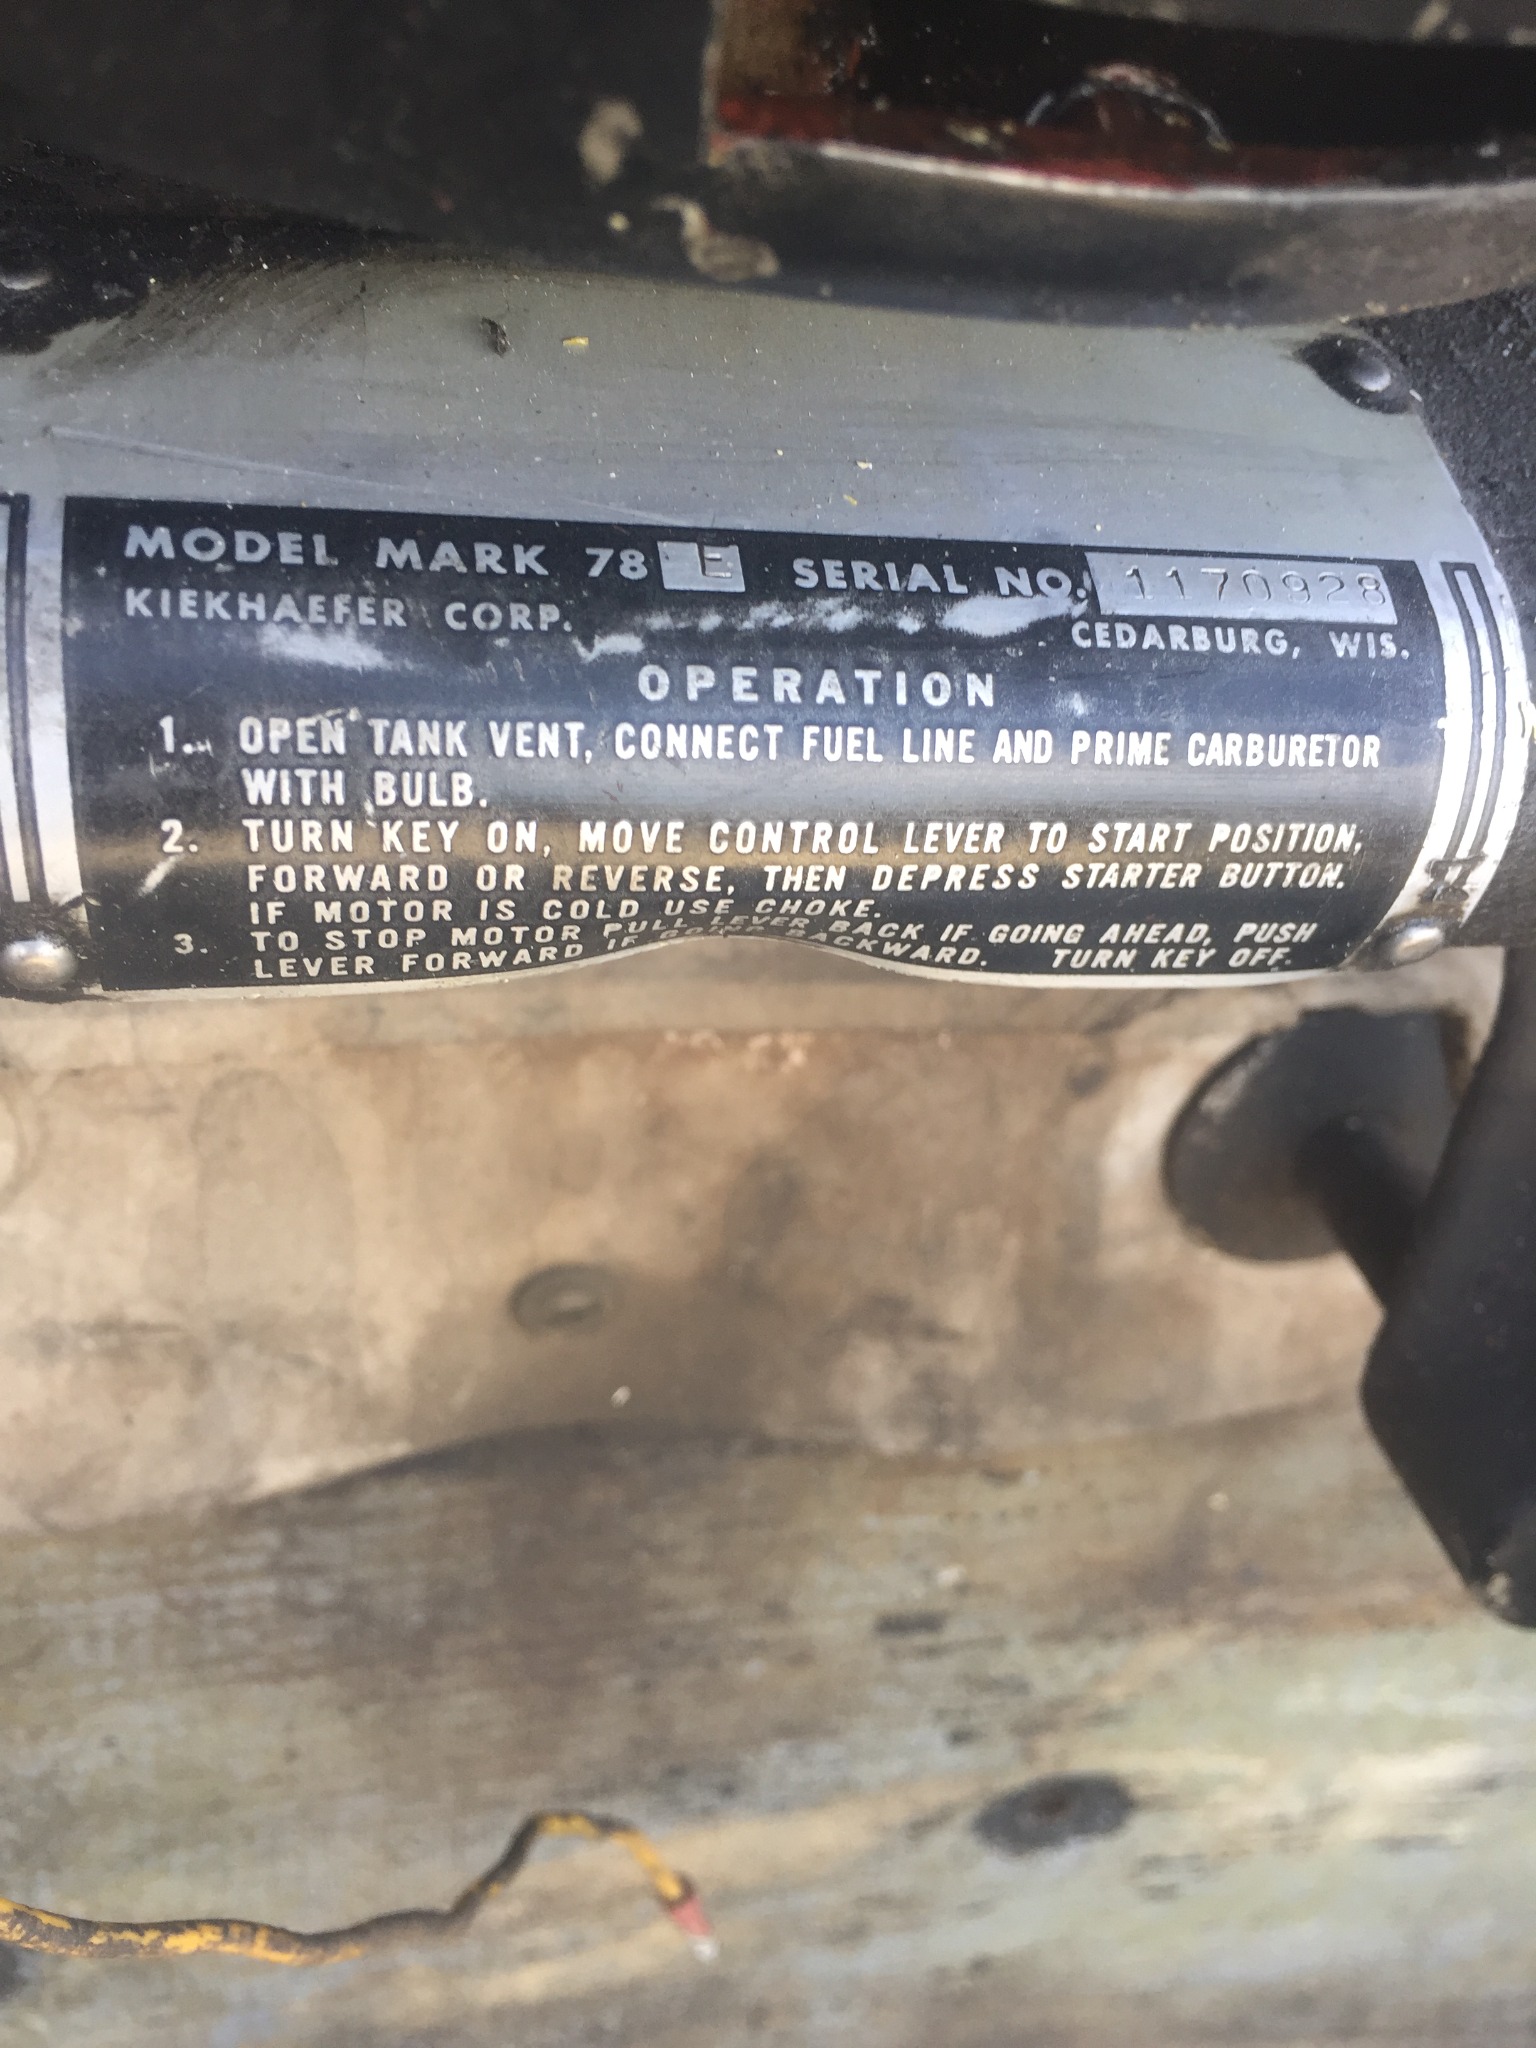 MODEL MARK 78 E SERIAL NO. 1170928
KIEKHAEFER CORP. CEDARBURG, WIS.
OPERATION
1. OPEN TANK VENT, CONNECT FUEL LINE AND PRIME CARBURETOR
WITH BULB.
2. TURN KEY ON, MOVE CONTROL LEVER TO START POSITION,
FORWARD OR REVERSE, THEN DEPRESS STARTER BUTTON.
IF MOTOR IS COLD USE CHOKE.
3. TO STOP MOTOR PULL LEVER BACK IF GOING AHEAD, PUSH
LEVER FORWARD IF GOING BACKWARD. TURN KEY OFF.